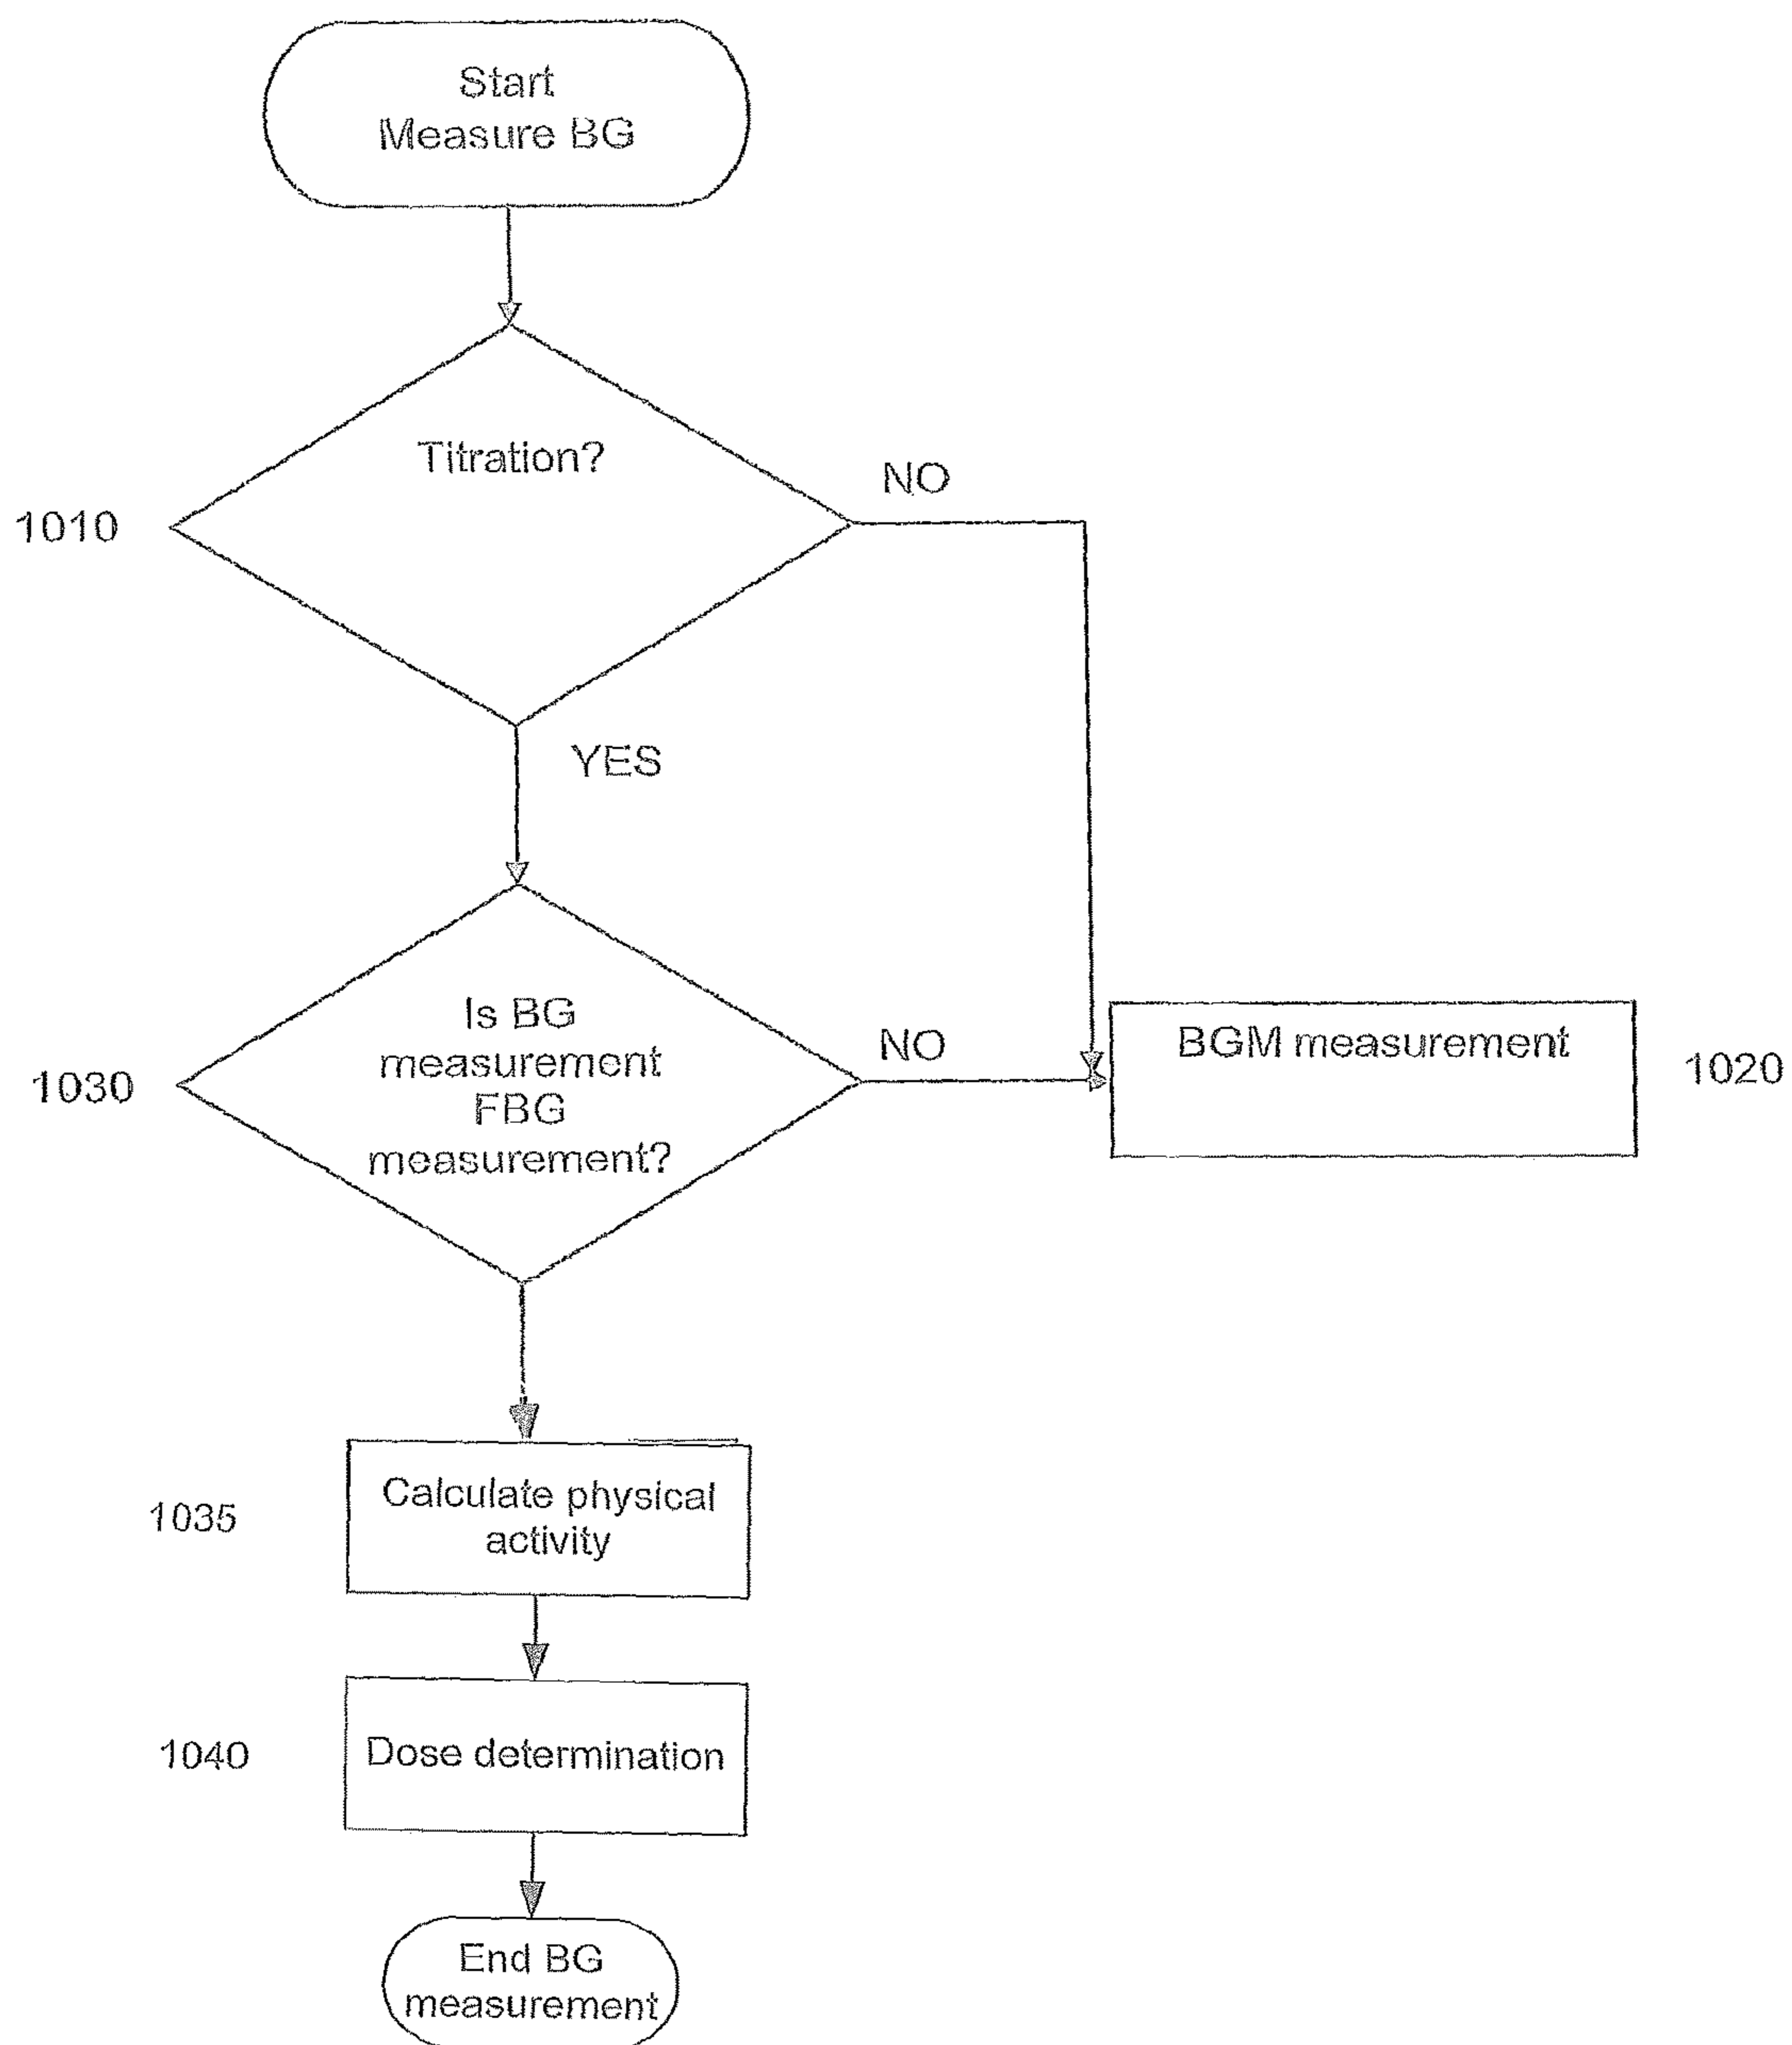 Start
Measure BG
Titration?
NO
1010
YES
Is BG
measurement
FBG
measurement?
NO
BGM measurement
1020
1030
Calculate physical
activity
1035
Dose determination
1040
End BG
measurement